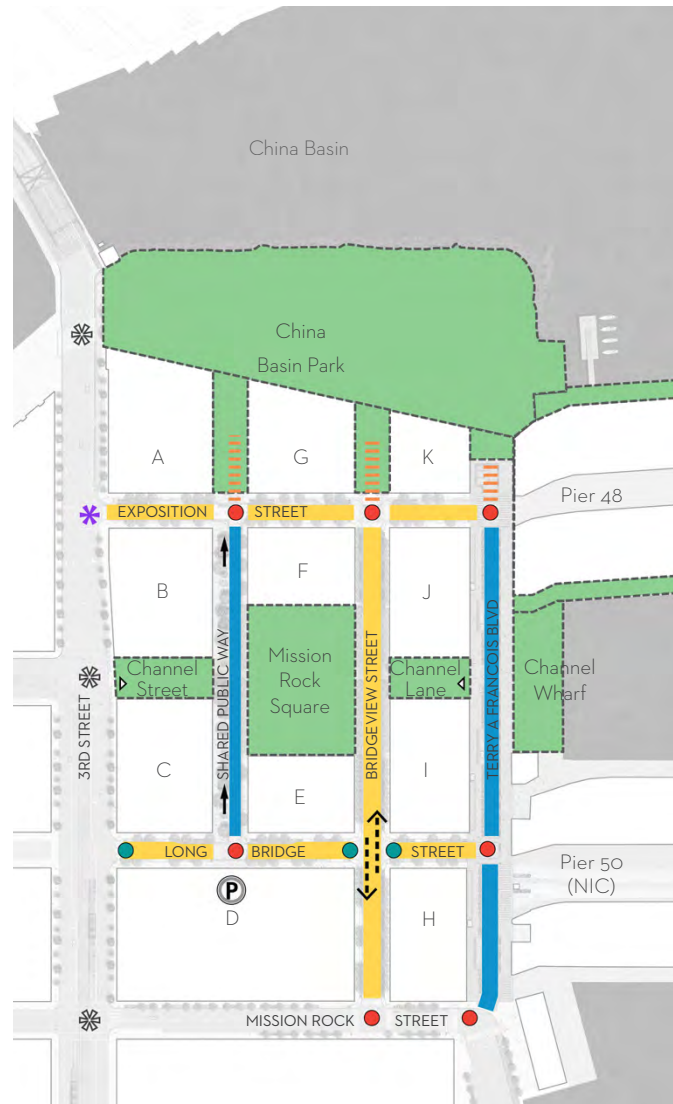 China Basin
China
Basin Park
A
G
K
Pier 48
EXPOSITION STREET
F
B
J
Channel
Street
Mission
Rock
Square
Channel
Lane
Channel
Wharf
3RD STREET
SHARED PUBLIC WAY
BRIDGEVIEW STREET
TERRY A FRANCOIS BLVD
C
I
E
LONG BRIDGE STREET
Pier 50
(NIC)
P
D
H
MISSION ROCK STREET